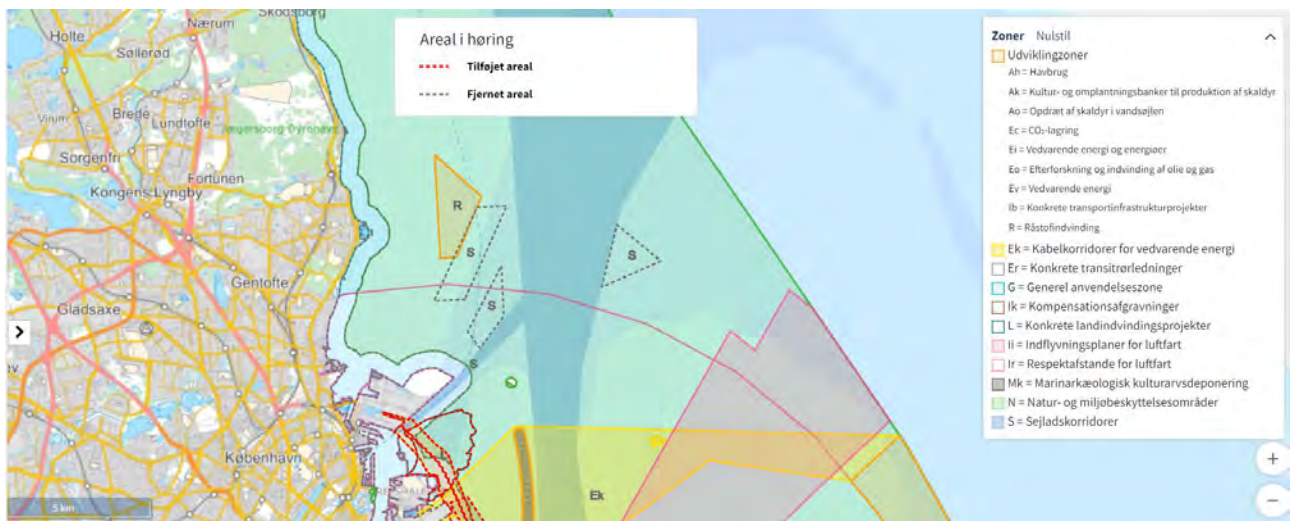 Skodsborg
Nærum
Holte
Søllerød
Virum
Brede
Lundtofte
Jægersborg Dyrehave
Sorgenfri
Fortunen
Kongens Lyngby
Gentofte
Gladsaxe
København
5 km
Areal i høring
Tilføjet areal
Fjernet areal
R
S
S
S
S
L
Ek
Zoner Nulstil
Udviklingzoner
Ah = Havbrug
Ak = Kultur- og omplantningsbanker til produktion af skaldyr
Ao = Opdræt af skaldyr i vandsøjlen
Ec = CO₂-lagring
Ei = Vedvarende energi og energiøer
Eo = Efterforskning og indvinding af olie og gas
Ev = Vedvarende energi
Ib = Konkrete transportinfrastrukturprojekter
R = Råstofindvinding
Ek = Kabelkorridorer for vedvarende energi
Er = Konkrete transitrørledninger
G = Generel anvendelseszone
Ik = Kompensationsafgravninger
L = Konkrete landindvindingsprojekter
Ii = Indflyvningsplaner for luftfart
Ir = Respektafstande for luftfart
Mk = Marinarkæologisk kulturarvsdeponering
N = Natur- og miljøbeskyttelsesområder
S = Sejladskorridorer
+
−